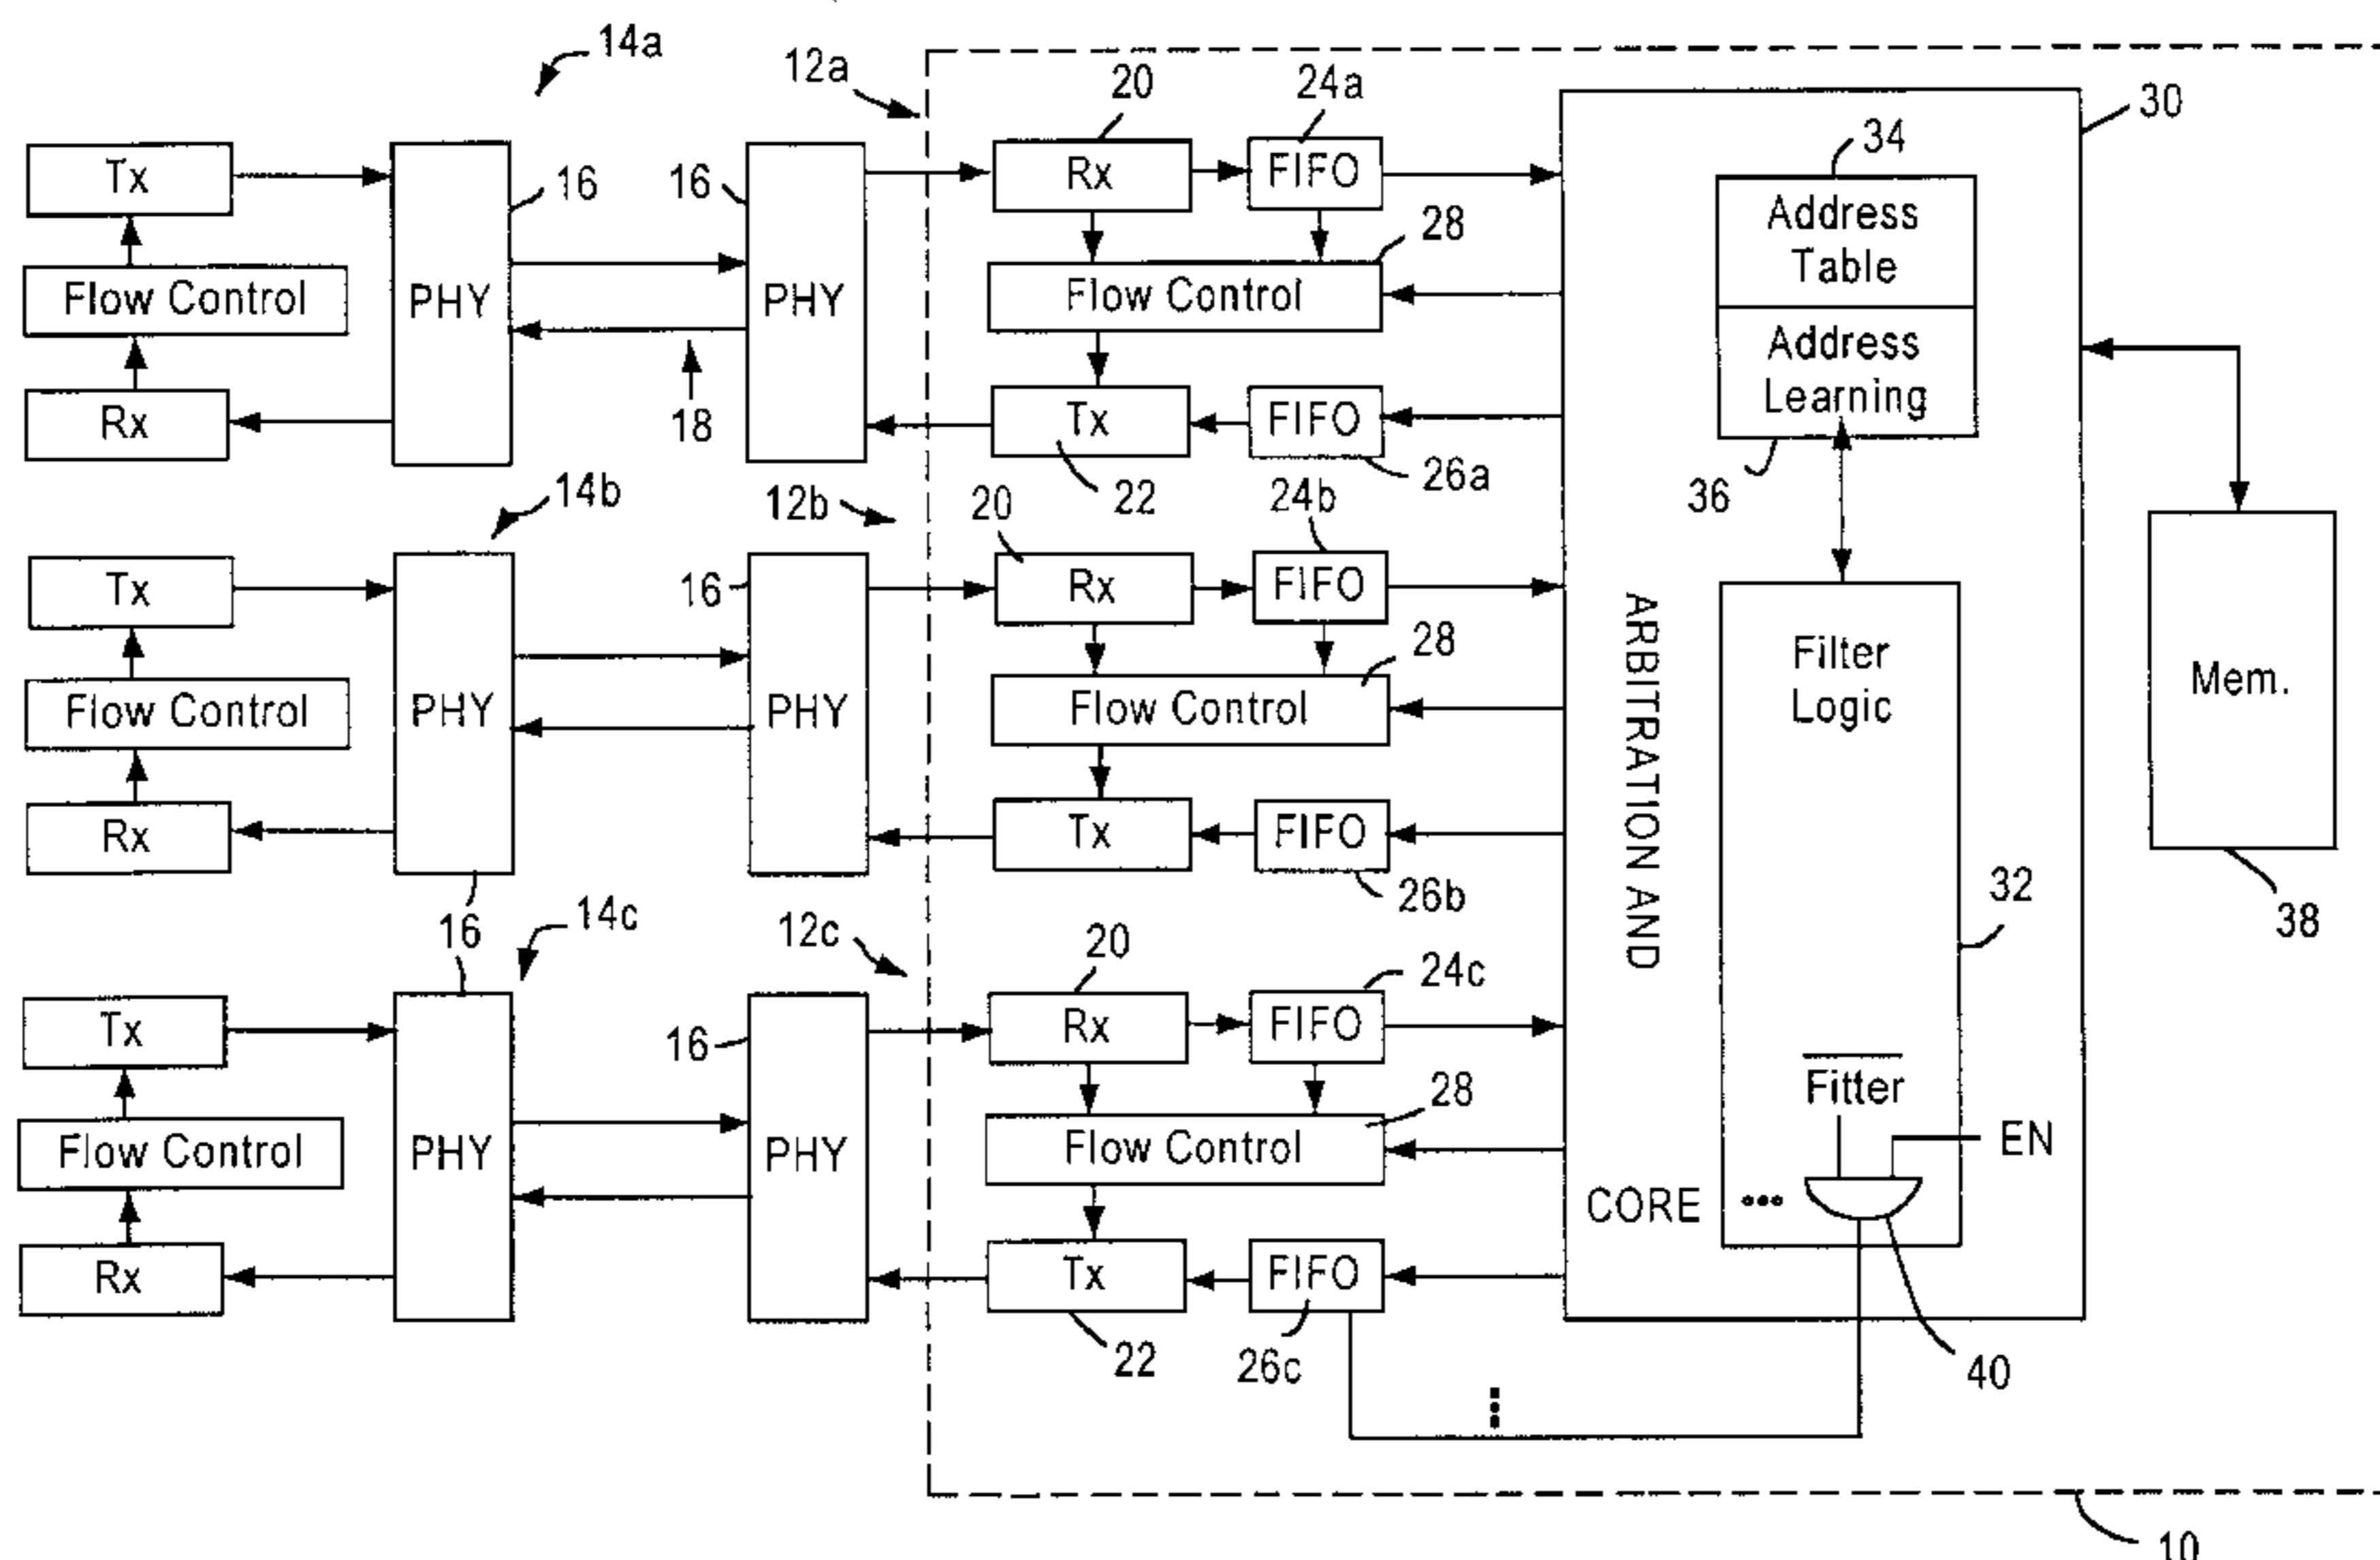 14a
12a
20
24a
30
34
Tx
16
16
Rx
FIFO
Address
Table
28
Flow Control
PHY
PHY
Flow Control
Address
Learning
Rx
18
Tx
FIFO
22
26a
36
14b
12b
20
24b
Tx
16
Rx
FIFO
28
Filter
Logic
ARBITRATION AND
Mem.
Flow Control
PHY
PHY
Flow Control
Rx
Tx
FIFO
26b
32
38
16
14c
12c
20
24c
Tx
16
Rx
FIFO
28
Fitter
EN
Flow Control
PHY
PHY
Flow Control
CORE
•••
Rx
Tx
FIFO
22
26c
40
10